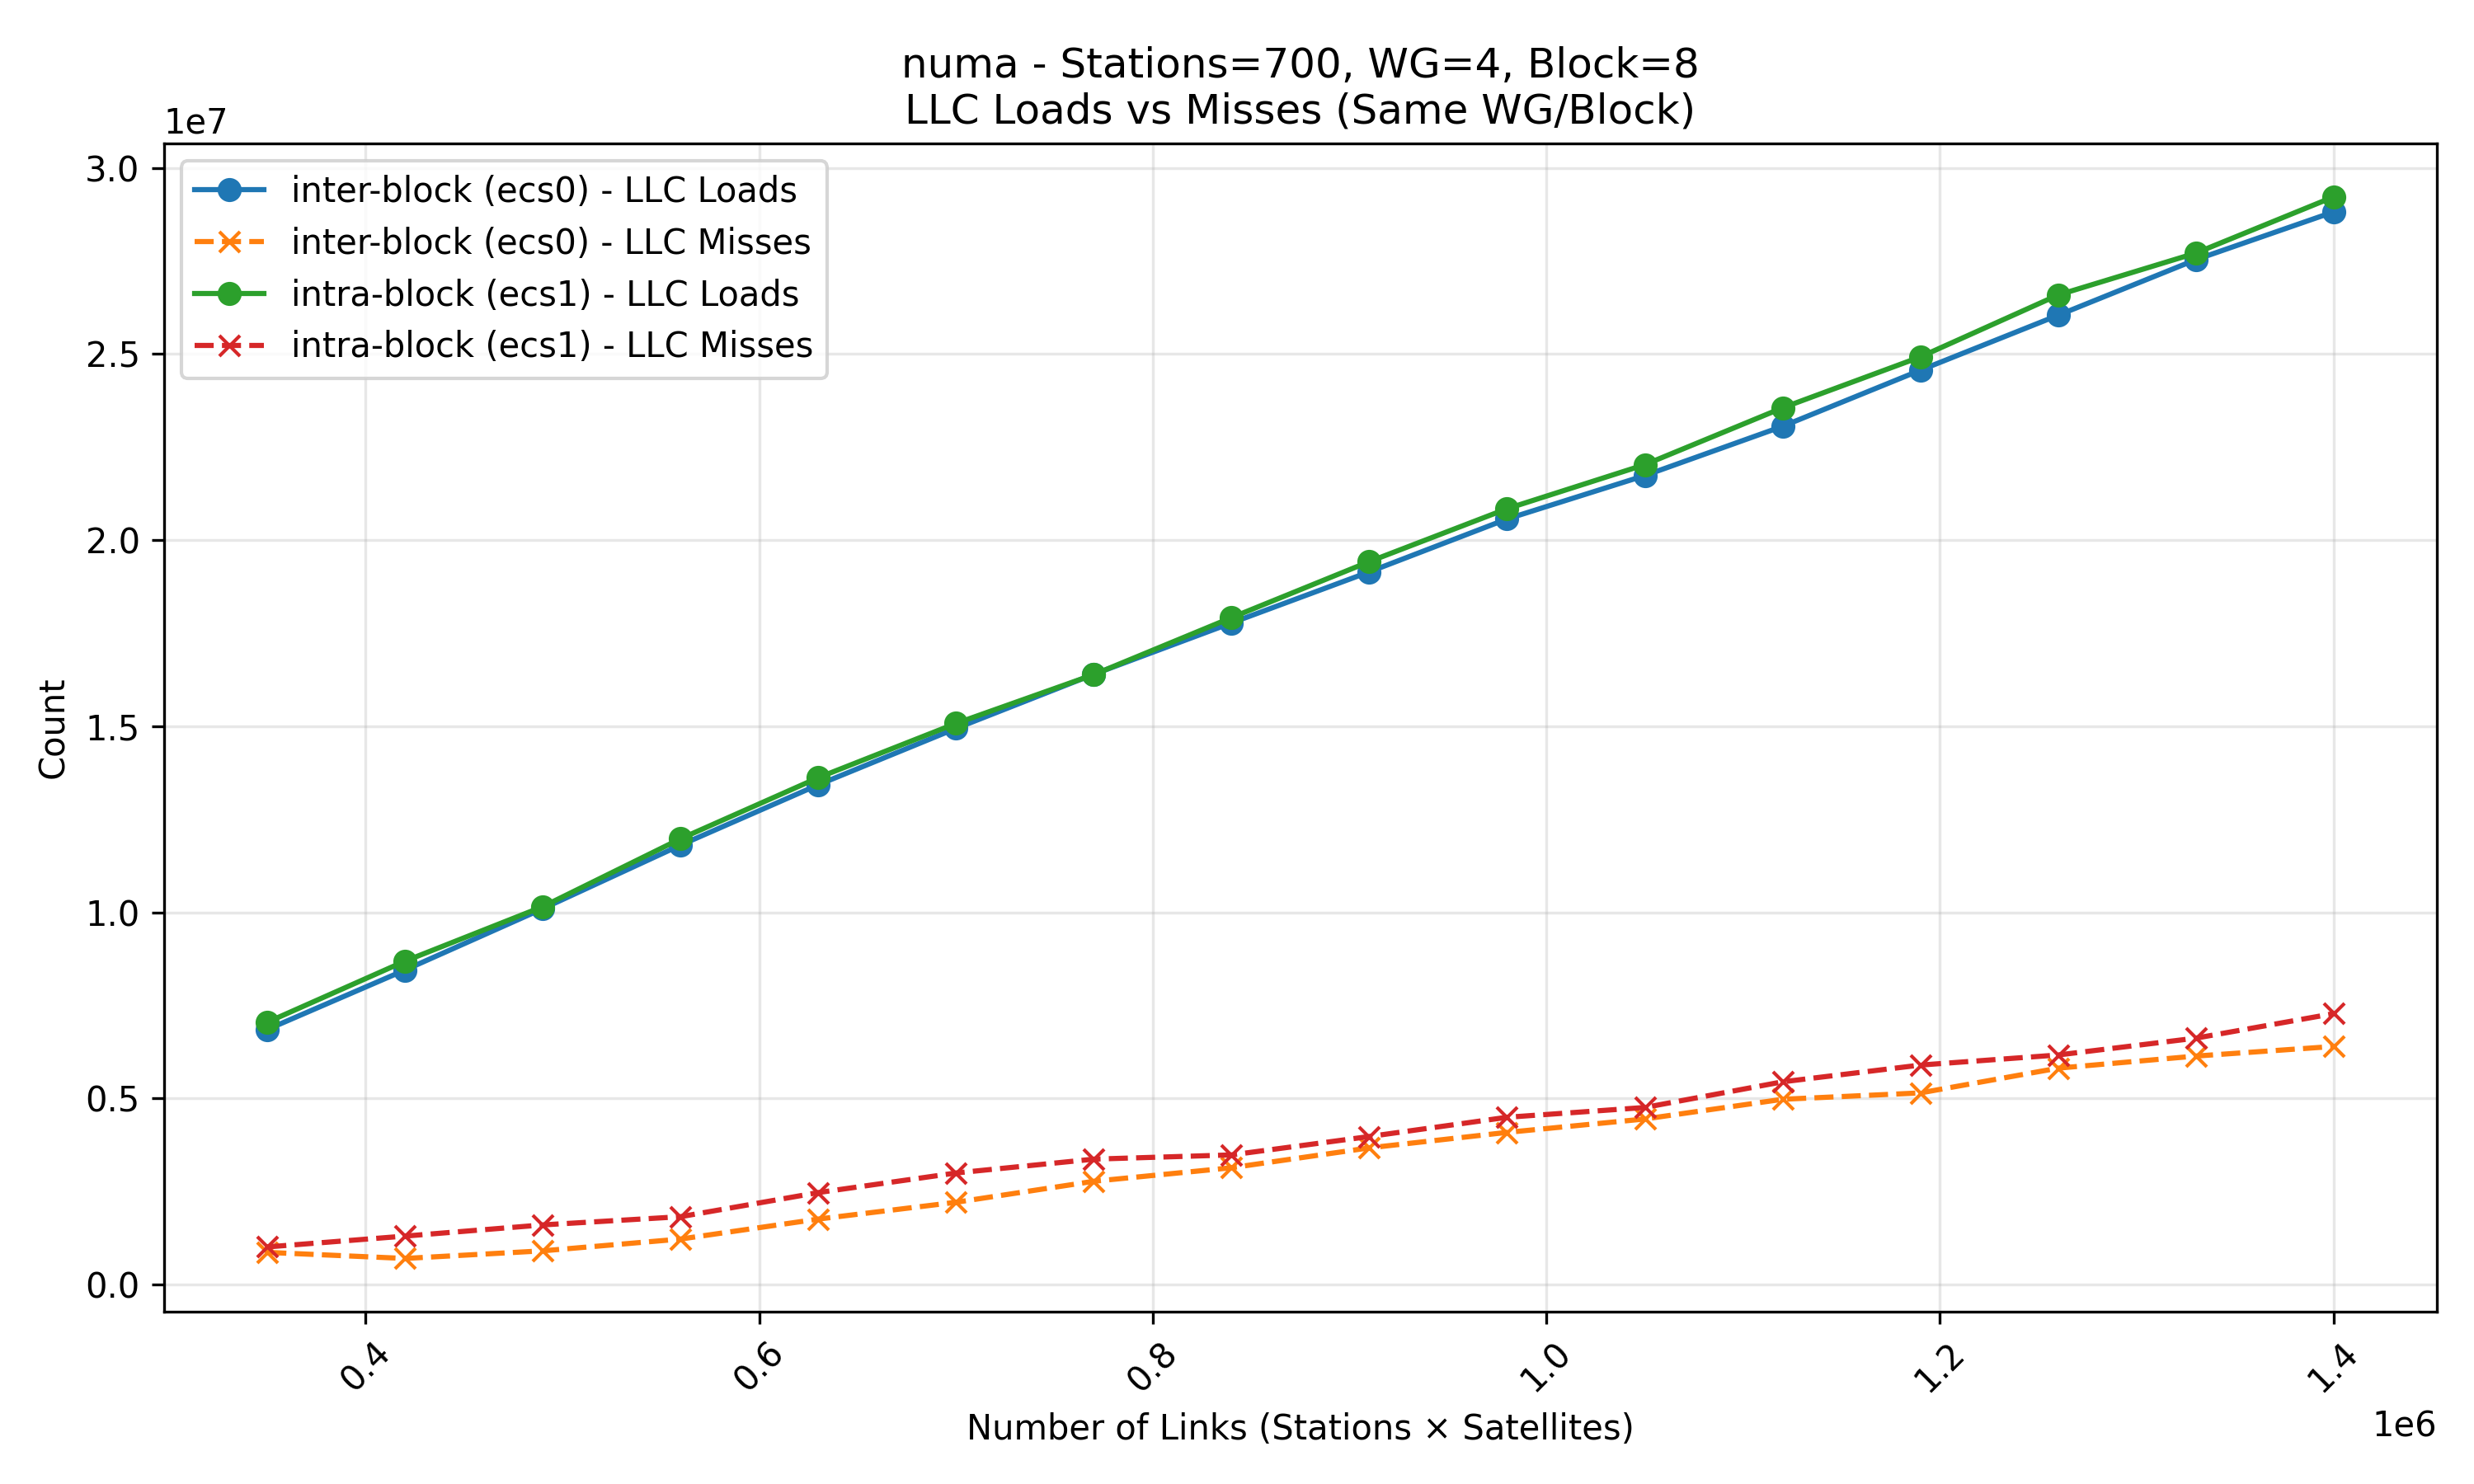 numa - Stations=700, WG=4, Block=8
LLC Loads vs Misses (Same WG/Block)
1e7
3.0
2.5
2.0
1.5
1.0
0.5
0.0
Count
inter-block (ecs0) - LLC Loads
inter-block (ecs0) - LLC Misses
intra-block (ecs1) - LLC Loads
intra-block (ecs1) - LLC Misses
0.4
0.6
0.8
1.0
1.2
1.4
1e6
Number of Links (Stations × Satellites)